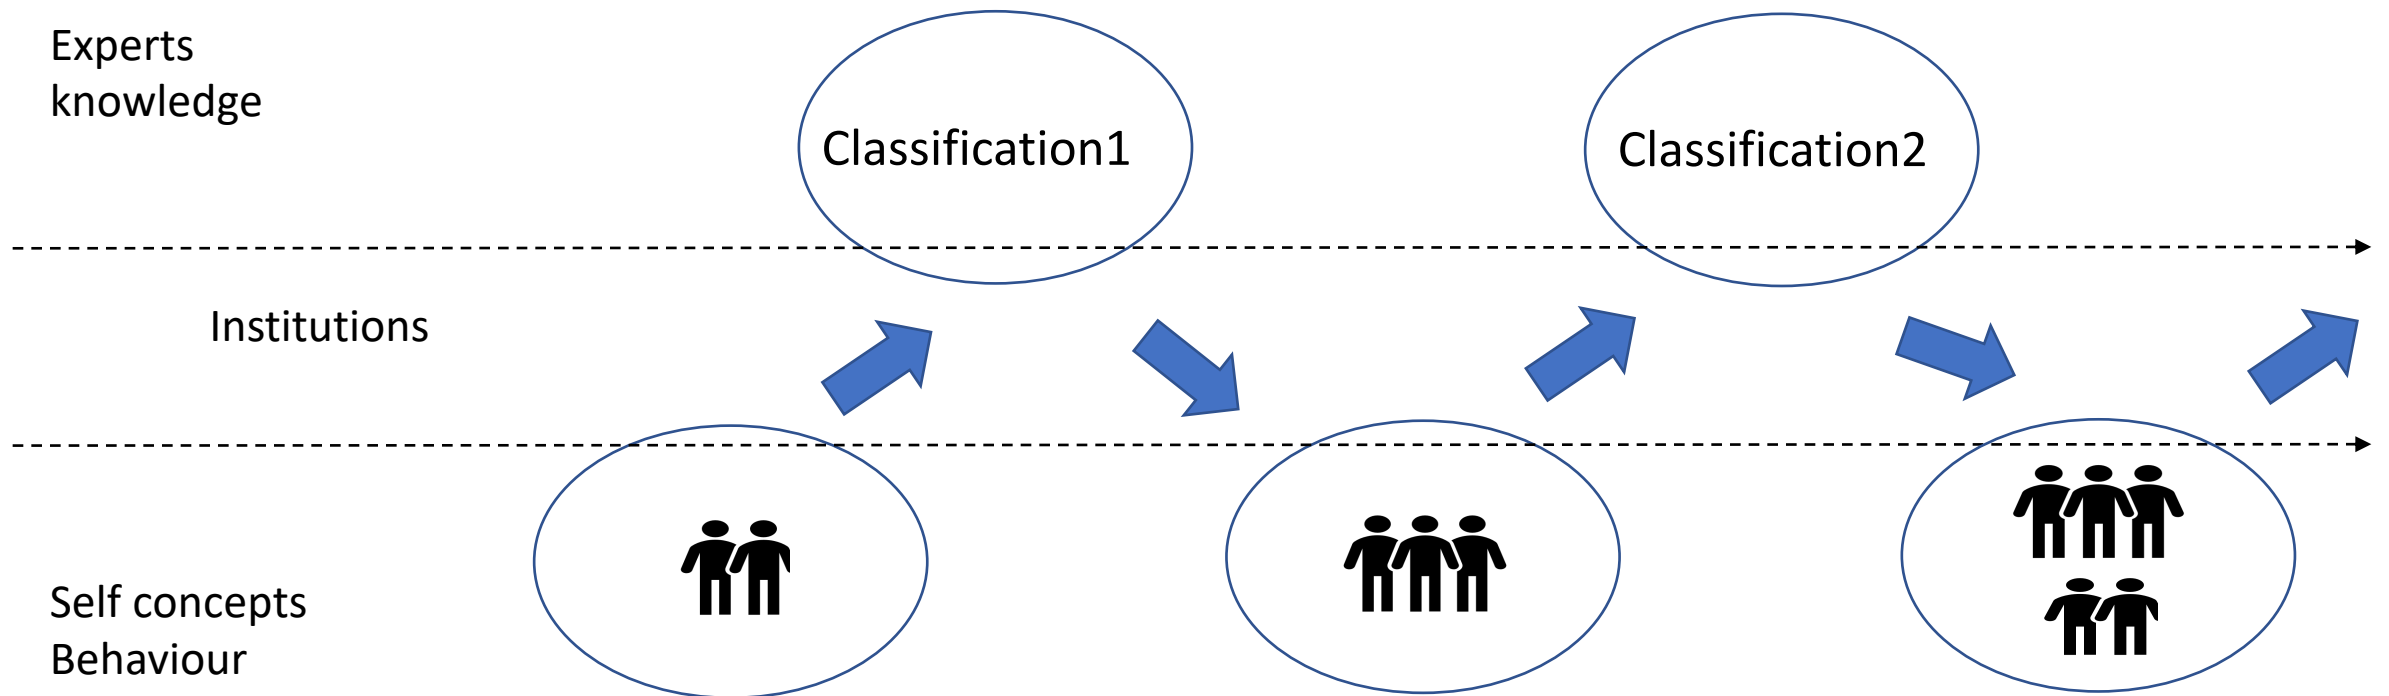 Experts
knowledge
Classification1
Classification2
Institutions
Self concepts
Behaviour